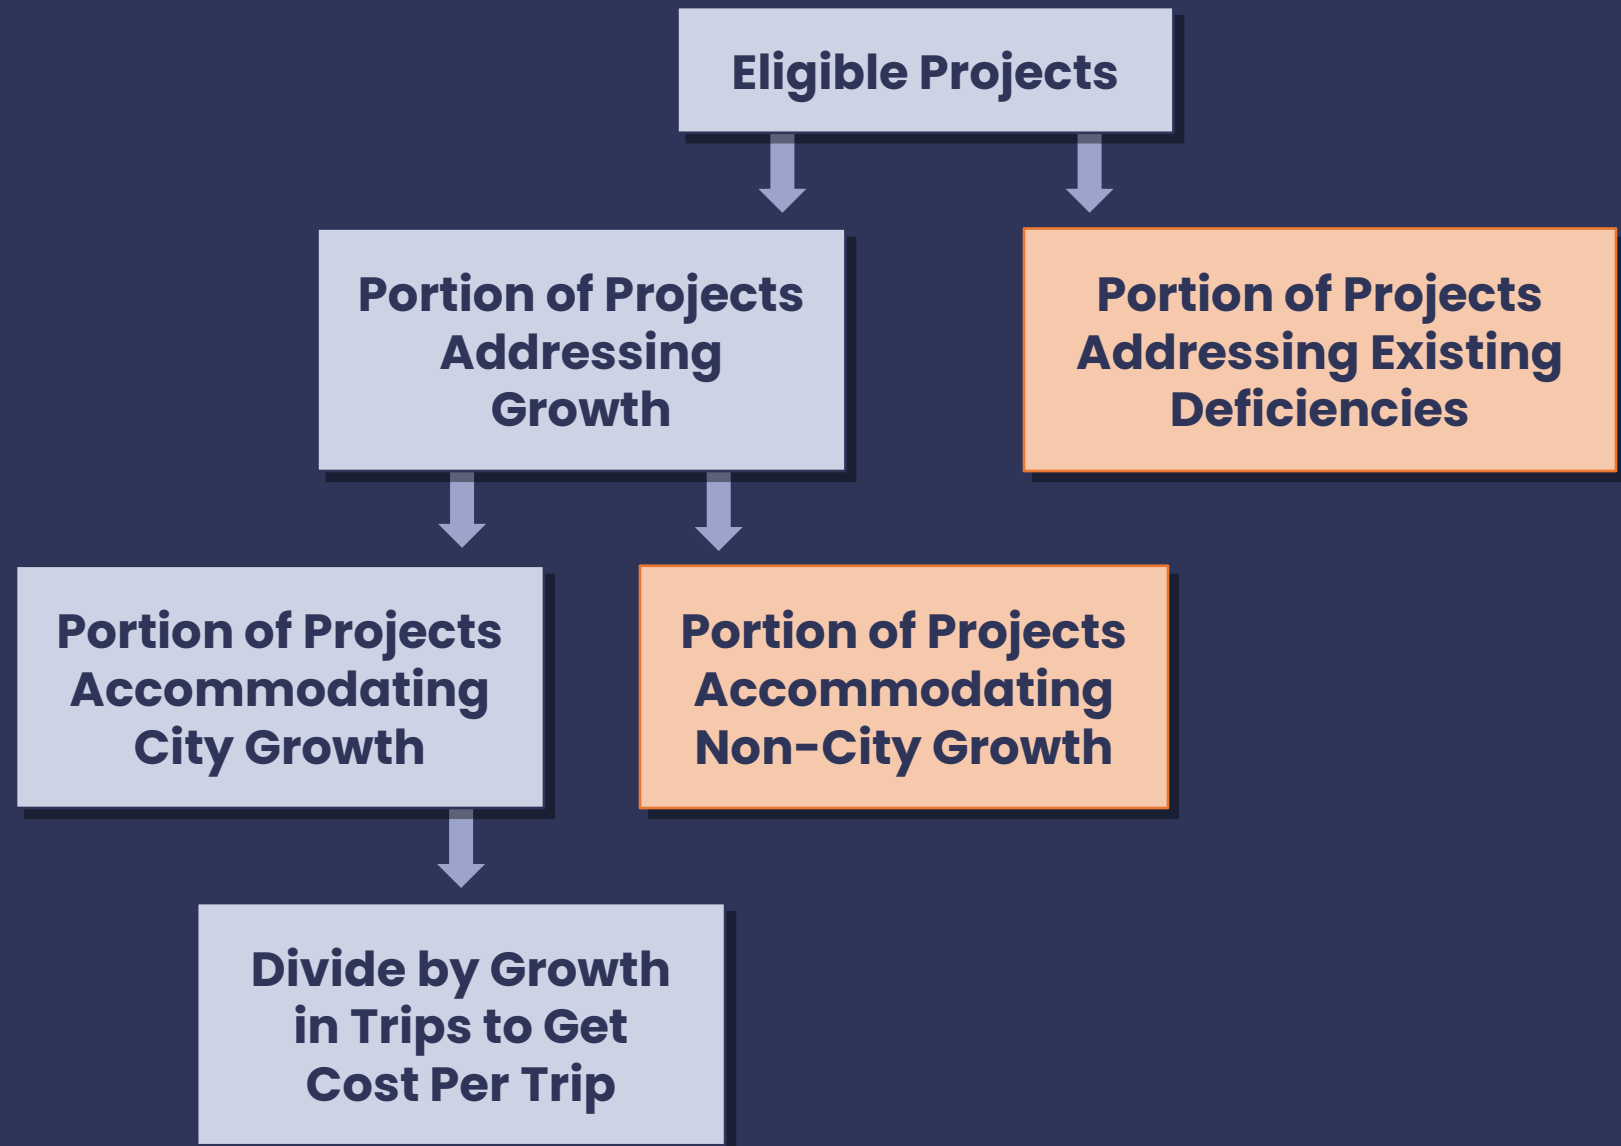 Eligible Projects
Portion of Projects
Addressing
Growth
Portion of Projects
Addressing Existing
Deficiencies
Portion of Projects
Accommodating
City Growth
Portion of Projects
Accommodating
Non-City Growth
Divide by Growth
in Trips to Get
Cost Per Trip